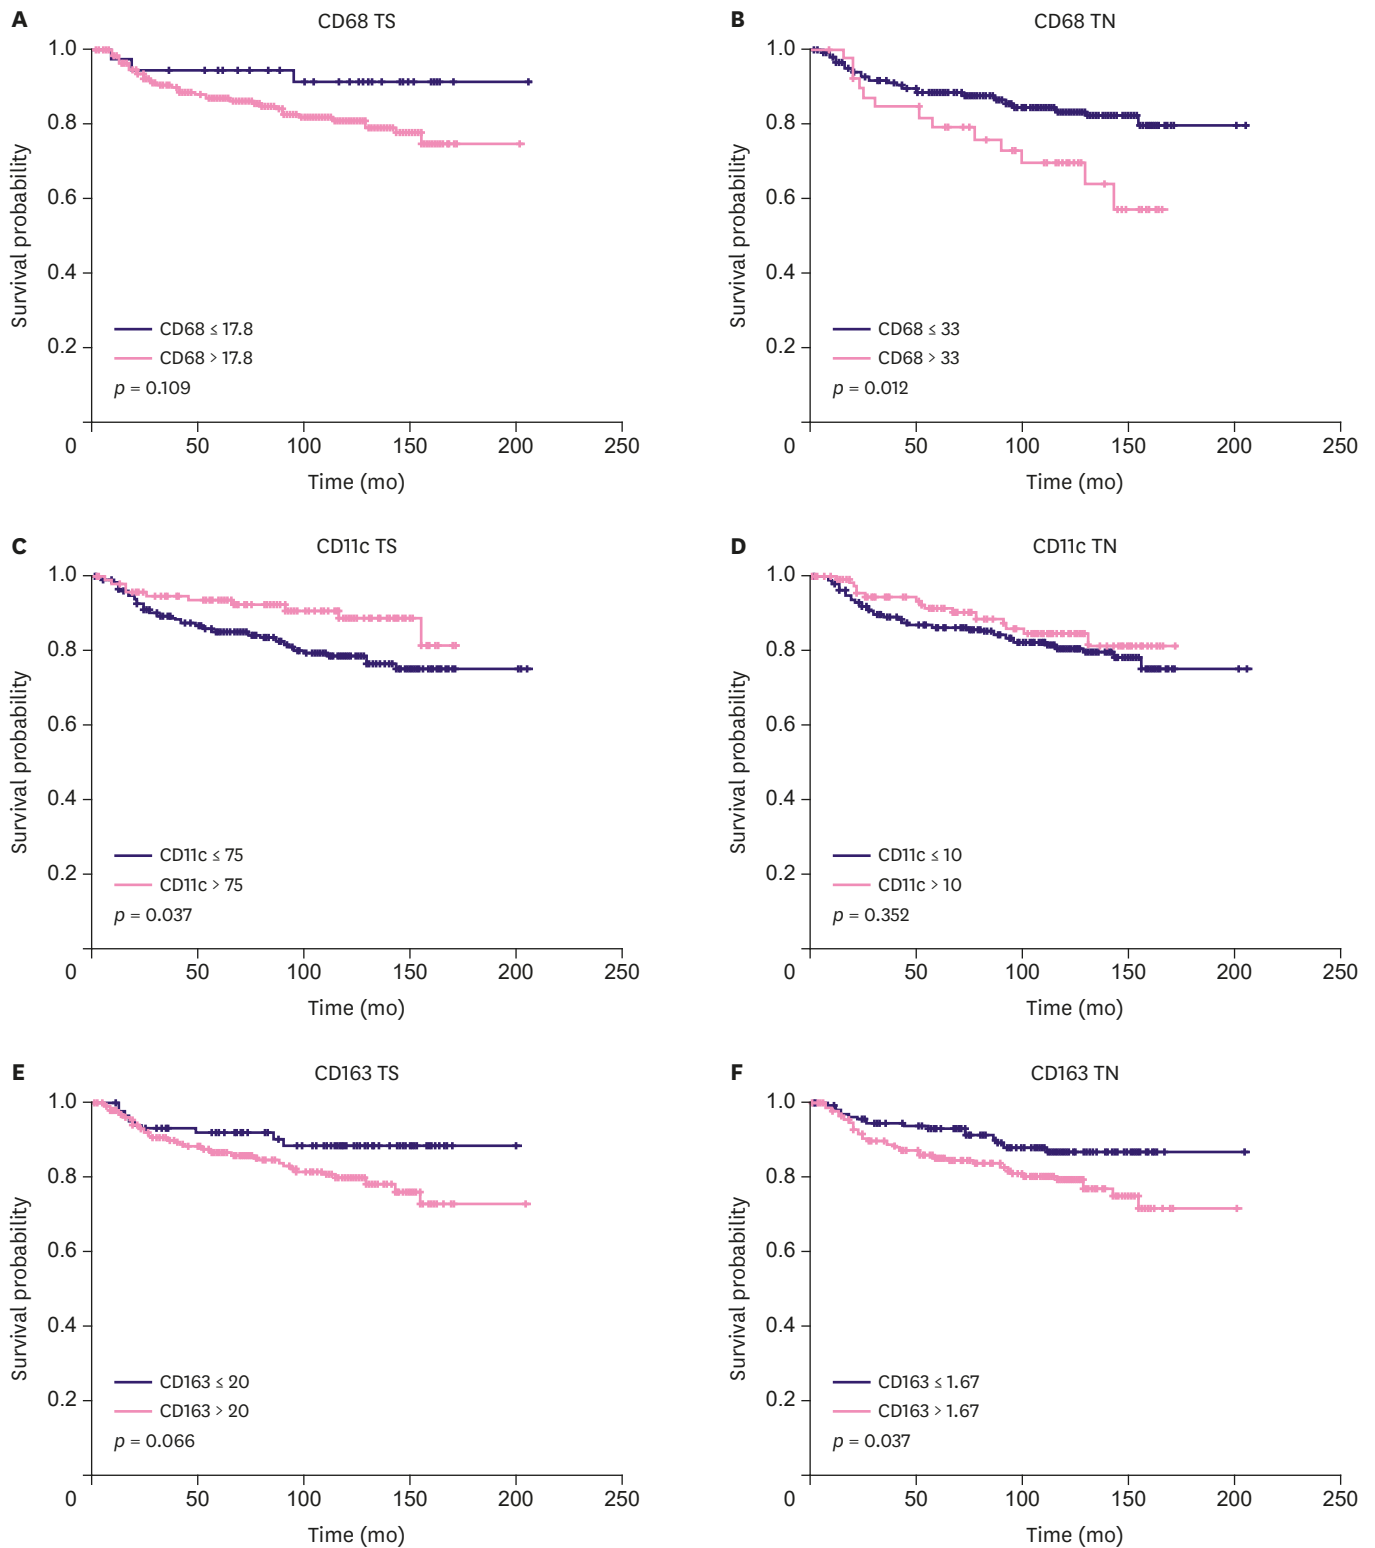 A
CD68 TS
1.0
0.8
0.6
0.4
0.2
Survival probability
CD68 ≤ 17.8
CD68 > 17.8
p = 0.109
0 50 100 150 200 250
Time (mo)
B
CD68 TN
1.0
0.8
0.6
0.4
0.2
Survival probability
CD68 ≤ 33
CD68 > 33
p = 0.012
0 50 100 150 200 250
Time (mo)
C
CD11c TS
1.0
0.8
0.6
0.4
0.2
Survival probability
CD11c ≤ 75
CD11c > 75
p = 0.037
0 50 100 150 200 250
Time (mo)
D
CD11c TN
1.0
0.8
0.6
0.4
0.2
Survival probability
CD11c ≤ 10
CD11c > 10
p = 0.352
0 50 100 150 200 250
Time (mo)
E
CD163 TS
1.0
0.8
0.6
0.4
0.2
Survival probability
CD163 ≤ 20
CD163 > 20
p = 0.066
0 50 100 150 200 250
Time (mo)
F
CD163 TN
1.0
0.8
0.6
0.4
0.2
Survival probability
CD163 ≤ 1.67
CD163 > 1.67
p = 0.037
0 50 100 150 200 250
Time (mo)